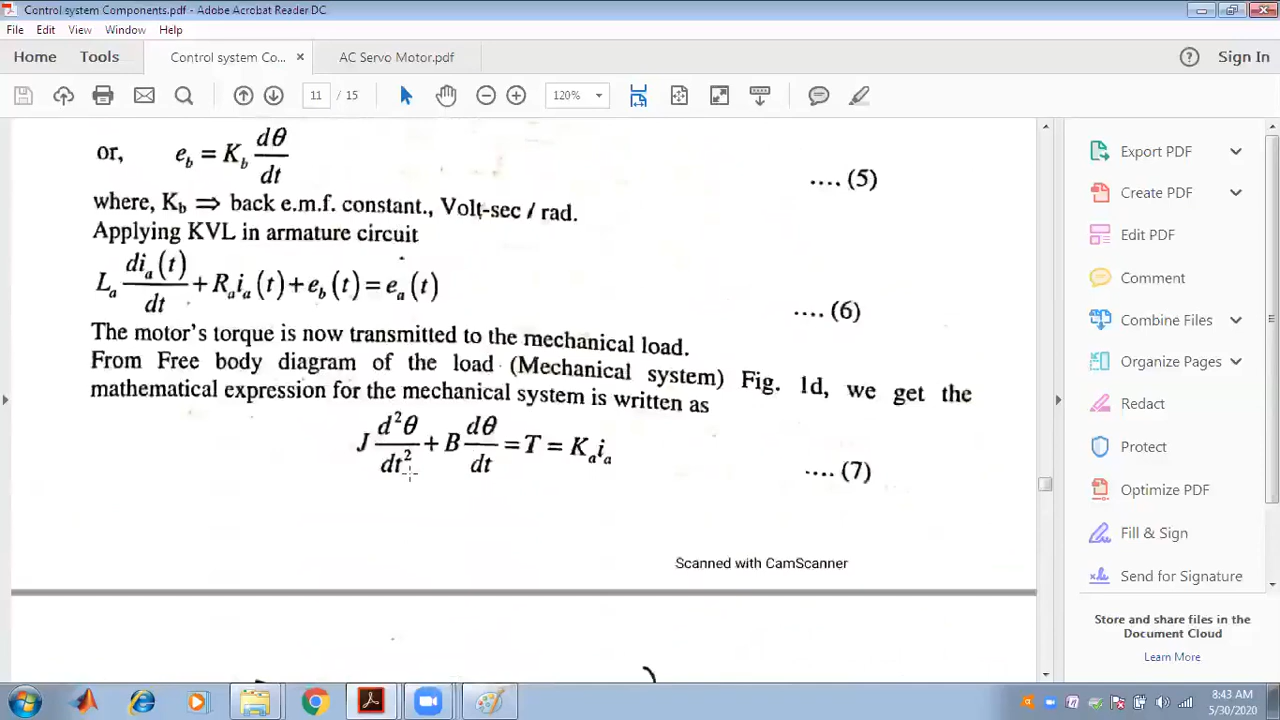 Control system Components.pdf - Adobe Acrobat Reader DC
File Edit View Window Help
Home Tools Control system Co... × AC Servo Motor.pdf Sign In
11 / 15 120%
or, e_b = K_b dθ/dt .... (5)
where, K_b ⇒ back e.m.f. constant., Volt-sec / rad.
Applying KVL in armature circuit
L_a di_a(t)/dt + R_a i_a(t) + e_b(t) = e_a(t) .... (6)
The motor's torque is now transmitted to the mechanical load.
From Free body diagram of the load (Mechanical system) Fig. 1d, we get the
mathematical expression for the mechanical system is written as
J d²θ/dt² + B dθ/dt = T = K_a i_a .... (7)
Scanned with CamScanner
Export PDF
Create PDF
Edit PDF
Comment
Combine Files
Organize Pages
Redact
Protect
Optimize PDF
Fill & Sign
Send for Signature
Store and share files in the
Document Cloud
Learn More
8:43 AM
5/30/2020